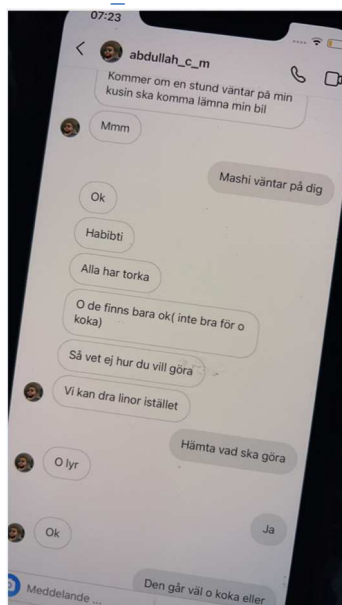 07:23
abdullah_c_m
Kommer om en stund väntar på min
kusin ska komma lämna min bil
Mmm
Mashi väntar på dig
Ok
Habibti
Alla har torka
O de finns bara ok( inte bra för o
koka)
Så vet ej hur du vill göra
Vi kan dra linor istället
Hämta vad ska göra
O lyr
Ja
Ok
Den går väl o koka eller
Meddelande ...